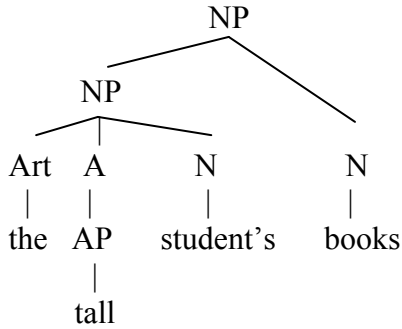 NP
NP
Art A N N
the AP student's books
tall